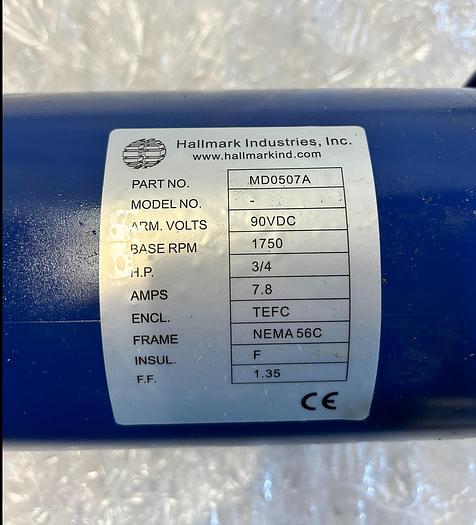 Hallmark Industries, Inc.
www.hallmarkind.com
PART NO. MD0507A
MODEL NO. -
ARM. VOLTS 90VDC
BASE RPM 1750
H.P. 3/4
AMPS 7.8
ENCL. TEFC
FRAME NEMA 56C
INSUL. F
F.F. 1.35
CE